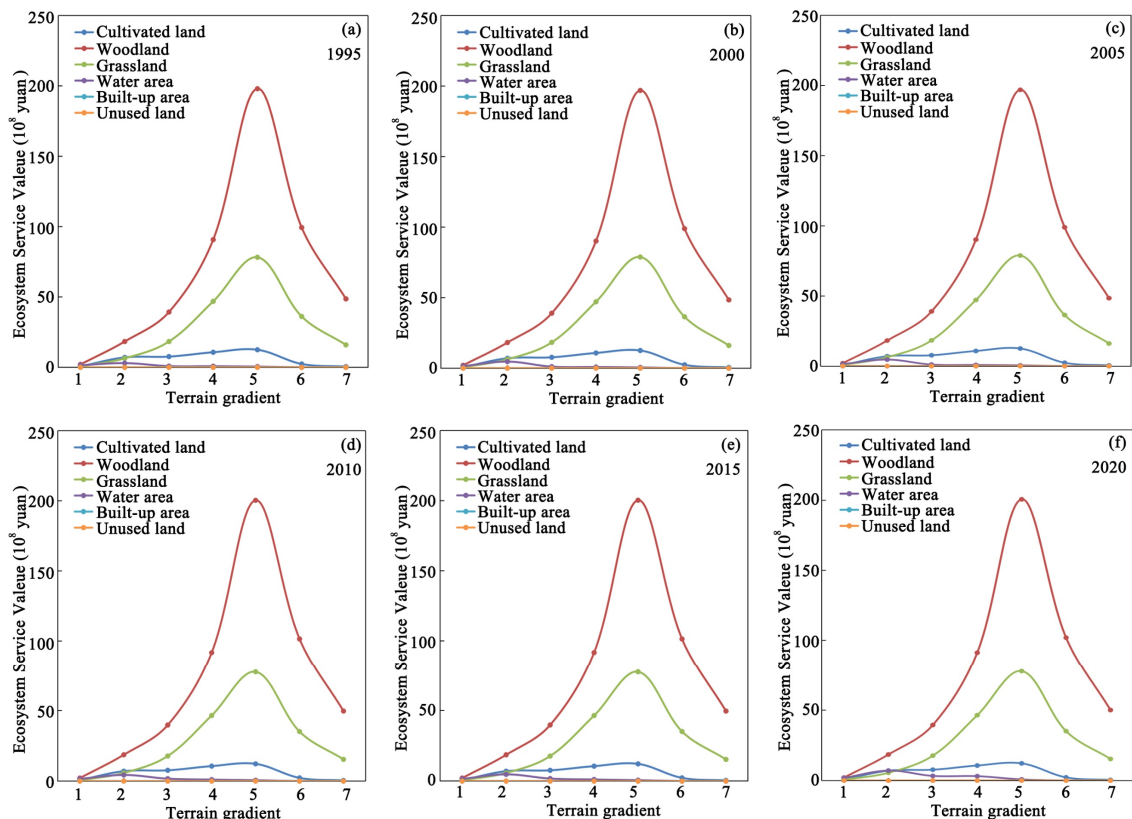 250
200
150
100
50
0
Ecosystem Service Valeue (10⁸ yuan)
Cultivated land
Woodland
Grassland
Water area
Built-up area
Unused land
(a)
1995
1 2 3 4 5 6 7
Terrain gradient
250
200
150
100
50
0
Ecosystem Service Valeue (10⁸ yuan)
Cultivated land
Woodland
Grassland
Water area
Built-up area
Unused land
(b)
2000
1 2 3 4 5 6 7
Terrain gradient
250
200
150
100
50
0
Ecosystem Service Valeue (10⁸ yuan)
Cultivated land
Woodland
Grassland
Water area
Built-up area
Unused land
(c)
2005
1 2 3 4 5 6 7
Terrain gradient
250
200
150
100
50
0
Ecosystem Service Valeue (10⁸ yuan)
Cultivated land
Woodland
Grassland
Water area
Built-up area
Unused land
(d)
2010
1 2 3 4 5 6 7
Terrain gradient
250
200
150
100
50
0
Ecosystem Service Valeue (10⁸ yuan)
Cultivated land
Woodland
Grassland
Water area
Built-up area
Unused land
(e)
2015
1 2 3 4 5 6 7
Terrain gradient
250
200
150
100
50
0
Ecosystem Service Valeue (10⁸ yuan)
Cultivated land
Woodland
Grassland
Water area
Built-up area
Unused land
(f)
2020
1 2 3 4 5 6 7
Terrain gradient